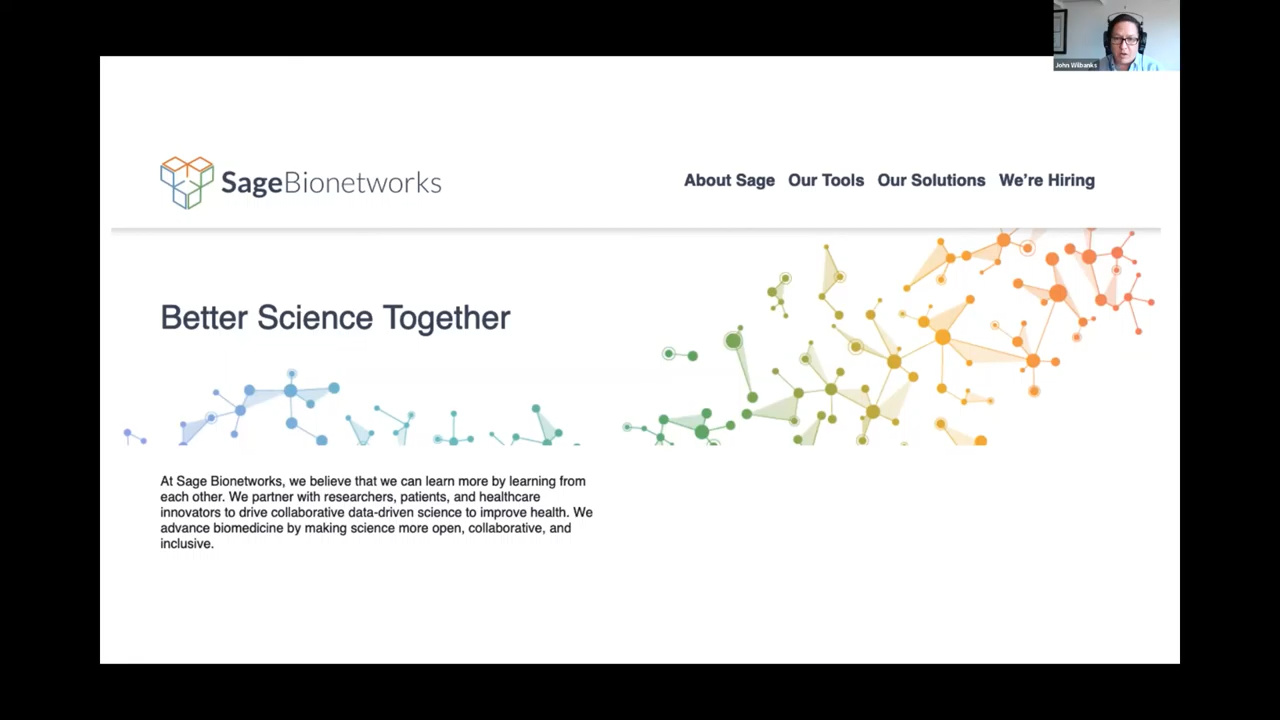 John Wilbanks
SageBionetworks
About Sage Our Tools Our Solutions We're Hiring
Better Science Together
At Sage Bionetworks, we believe that we can learn more by learning from
each other. We partner with researchers, patients, and healthcare
innovators to drive collaborative data-driven science to improve health. We
advance biomedicine by making science more open, collaborative, and
inclusive.